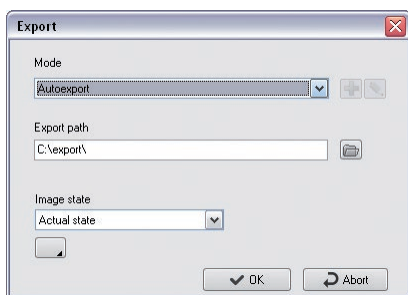 Export
Mode
Autoexport
Export path
C:\export\
Image state
Actual state
OK
Abort